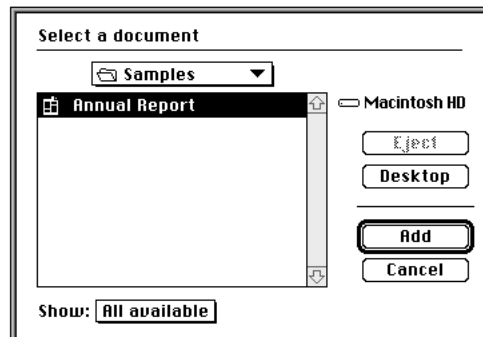 Select a document
Samples
Annual Report
Macintosh HD
Eject
Desktop
Add
Cancel
Show: All available